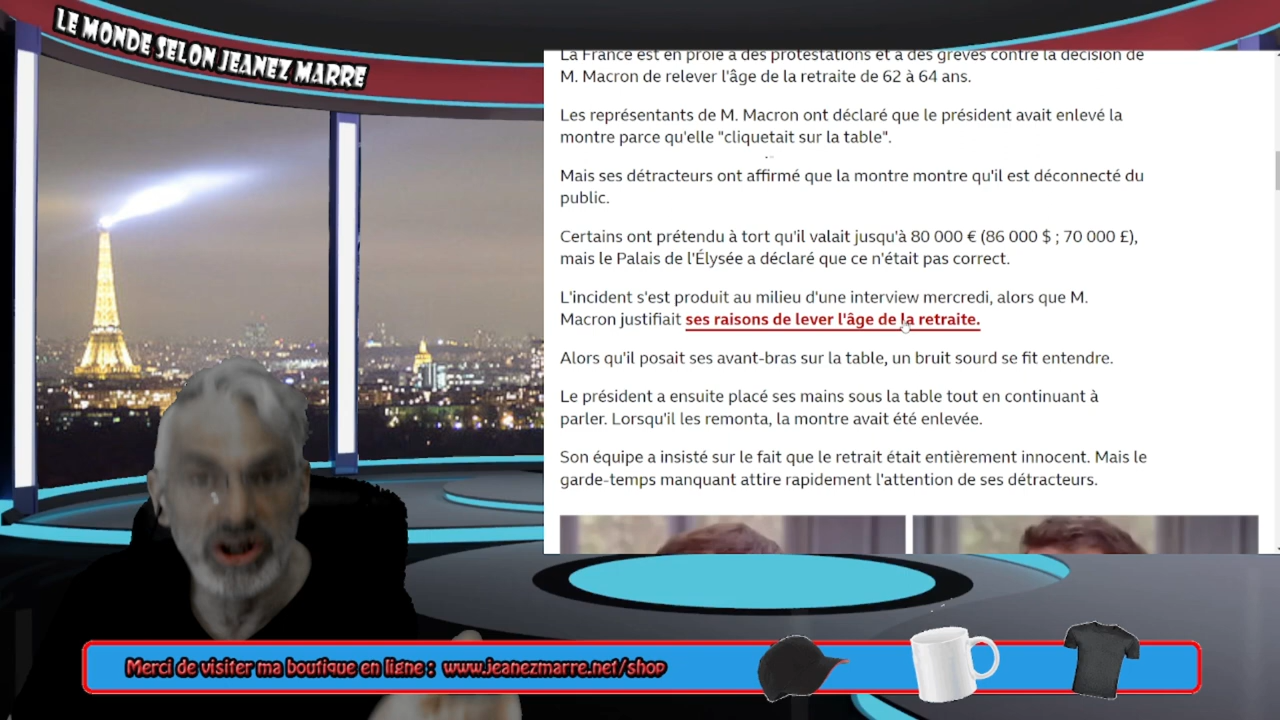 LE MONDE SELON JEANEZ MARRE
La France est en proie à des protestations et à des grèves contre la décision de
M. Macron de relever l'âge de la retraite de 62 à 64 ans.
Les représentants de M. Macron ont déclaré que le président avait enlevé la
montre parce qu'elle "cliquetait sur la table".
Mais ses détracteurs ont affirmé que la montre montre qu'il est déconnecté du
public.
Certains ont prétendu à tort qu'il valait jusqu'à 80 000 € (86 000 $ ; 70 000 £),
mais le Palais de l'Élysée a déclaré que ce n'était pas correct.
L'incident s'est produit au milieu d'une interview mercredi, alors que M.
Macron justifiait ses raisons de lever l'âge de la retraite.
Alors qu'il posait ses avant-bras sur la table, un bruit sourd se fit entendre.
Le président a ensuite placé ses mains sous la table tout en continuant à
parler. Lorsqu'il les remonta, la montre avait été enlevée.
Son équipe a insisté sur le fait que le retrait était entièrement innocent. Mais le
garde-temps manquant attire rapidement l'attention de ses détracteurs.
Merci de visiter ma boutique en ligne : www.jeanezmarre.net/shop